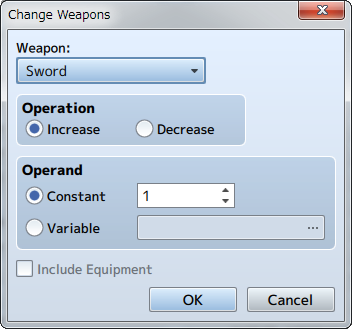 Change Weapons
Weapon:
Sword
Operation
Increase Decrease
Operand
Constant 1
Variable ...
Include Equipment
OK Cancel